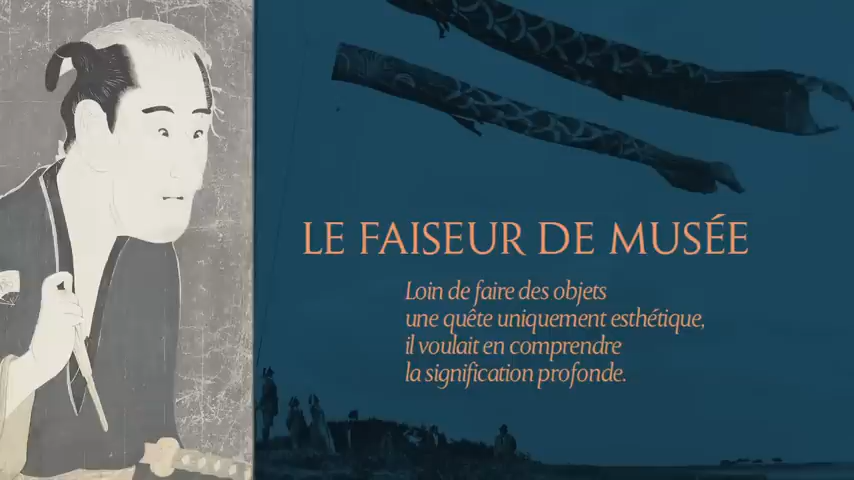 LE FAISEUR DE MUSÉE
Loin de faire des objets
une quête uniquement esthétique,
il voulait en comprendre
la signification profonde.